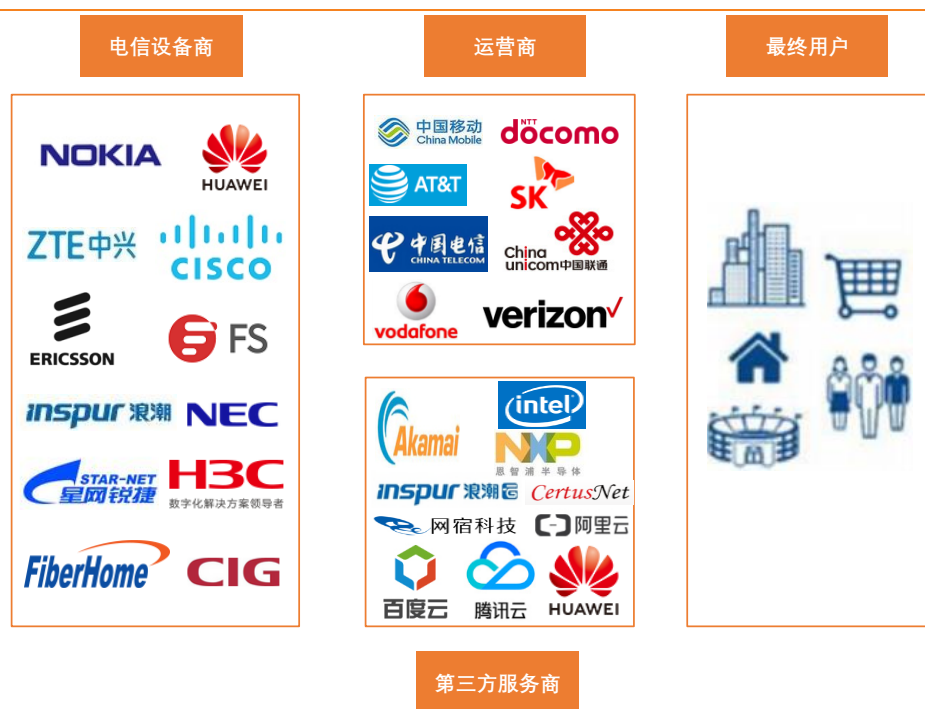 电信设备商
运营商
最终用户
NOKIA
HUAWEI
ZTE中兴
CISCO
ERICSSON
FS
inspur 浪潮
NEC
STAR-NET
星网锐捷
H3C
数字化解决方案领导者
FiberHome
CIG
中国移动
China Mobile
NTT
döcomo
AT&T
SK
中国电信
CHINA TELECOM
China
unicom中国联通
vodafone
verizon
Akamai
intel
NXP
恩智浦半导体
inspur 浪潮
CertusNet
网宿科技
阿里云
百度云
腾讯云
HUAWEI
第三方服务商